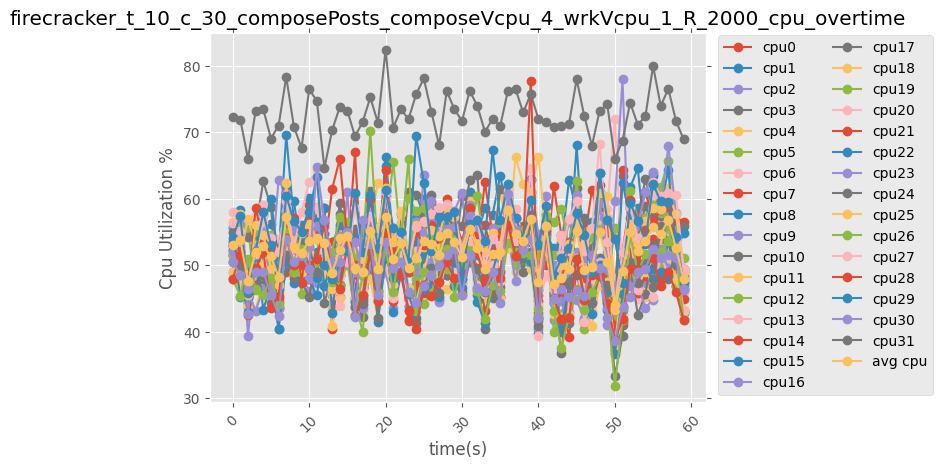 firecracker_t_10_c_30_composePosts_composeVcpu_4_wrkVcpu_1_R_2000_cpu_overtime
80
70
60
50
40
30
Cpu Utilization %
0
10
20
30
40
50
60
time(s)
cpu0
cpu1
cpu2
cpu3
cpu4
cpu5
cpu6
cpu7
cpu8
cpu9
cpu10
cpu11
cpu12
cpu13
cpu14
cpu15
cpu16
cpu17
cpu18
cpu19
cpu20
cpu21
cpu22
cpu23
cpu24
cpu25
cpu26
cpu27
cpu28
cpu29
cpu30
cpu31
avg cpu